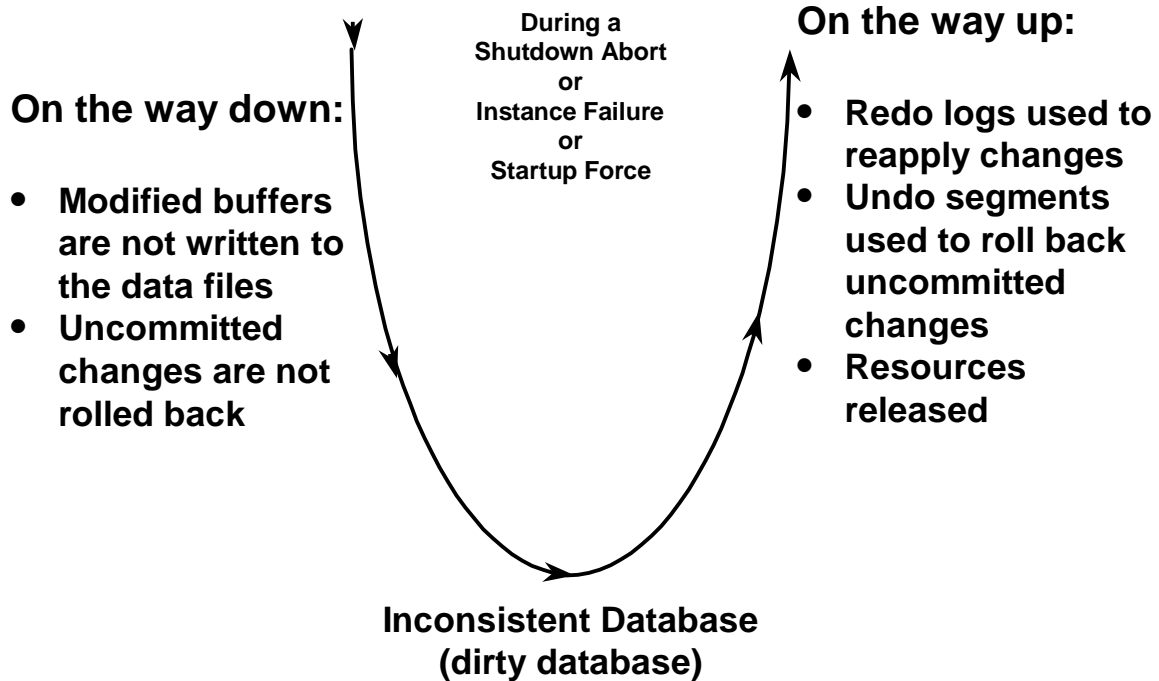 On the way down:
• Modified buffers
are not written to
the data files
• Uncommitted
changes are not
rolled back
During a
Shutdown Abort
or
Instance Failure
or
Startup Force
On the way up:
• Redo logs used to
reapply changes
• Undo segments
used to roll back
uncommitted
changes
• Resources
released
Inconsistent Database
(dirty database)